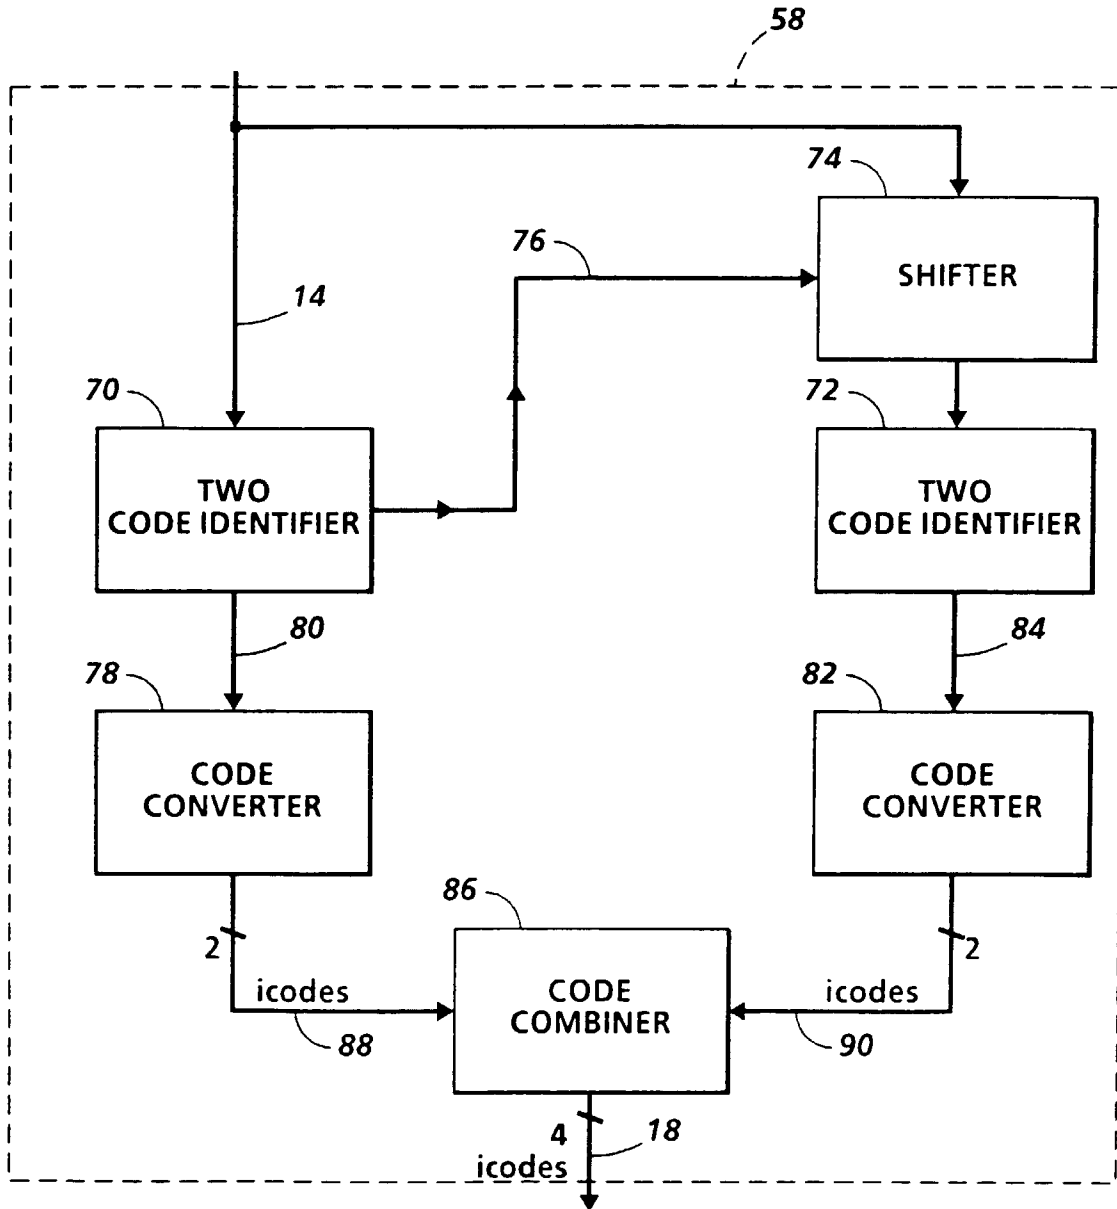 58
74
SHIFTER
76
14
70
72
TWO
CODE IDENTIFIER
TWO
CODE IDENTIFIER
80
84
78
82
CODE
CONVERTER
CODE
CONVERTER
86
2
2
icodes
CODE
COMBINER
icodes
88
90
4
18
icodes